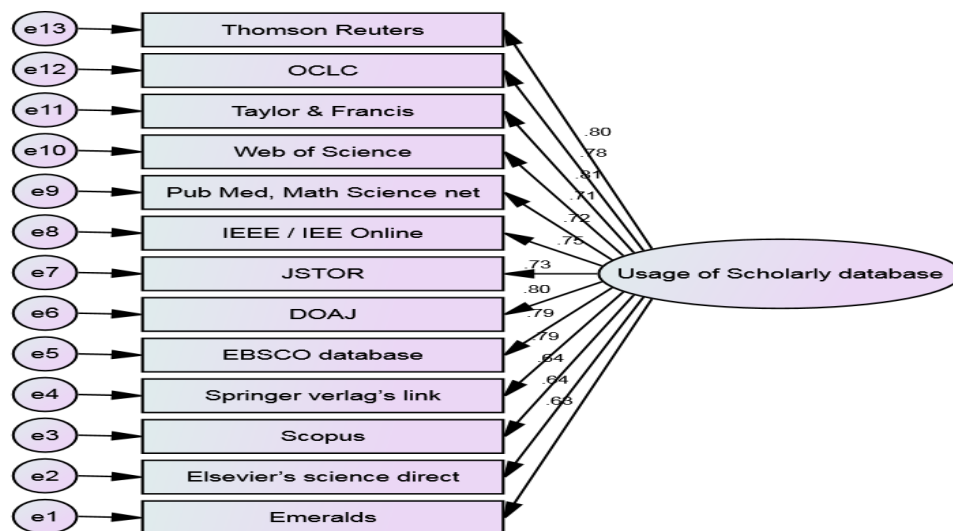 e13 Thomson Reuters
e12 OCLC
e11 Taylor & Francis
.80
e10 Web of Science
.78
.81
e9 Pub Med, Math Science net
.71
.72
e8 IEEE / IEE Online
.75
e7 JSTOR
.73
Usage of Scholarly database
.80
e6 DOAJ
.79
.79
e5 EBSCO database
.64
.64
e4 Springer verlag's link
.63
e3 Scopus
e2 Elsevier's science direct
e1 Emeralds